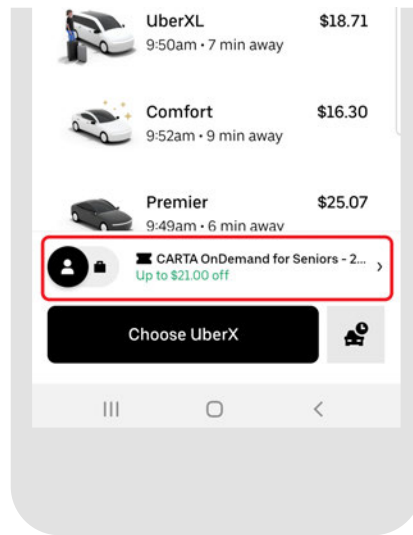 UberXL $18.71
9:50am · 7 min away
Comfort $16.30
9:52am · 9 min away
Premier $25.07
9:49am · 6 min away
CARTA OnDemand for Seniors - 2...
Up to $21.00 off
Choose UberX